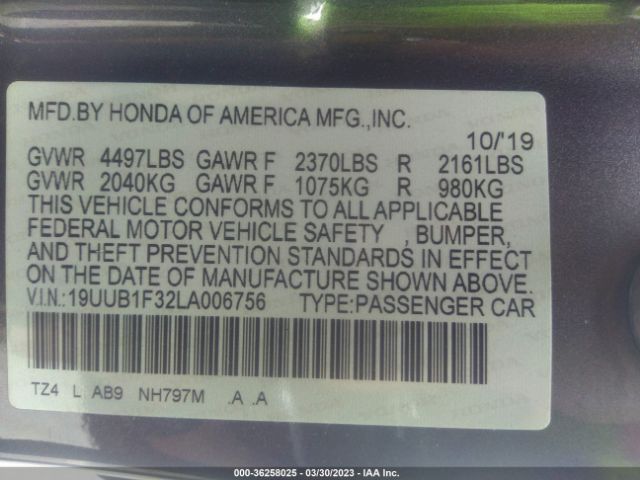 MFD.BY HONDA OF AMERICA MFG.,INC.
10/'19
GVWR 4497LBS GAWR F 2370LBS R 2161LBS
GVWR 2040KG GAWR F 1075KG R 980KG
THIS VEHICLE CONFORMS TO ALL APPLICABLE
FEDERAL MOTOR VEHICLE SAFETY , BUMPER,
AND THEFT PREVENTION STANDARDS IN EFFECT
ON THE DATE OF MANUFACTURE SHOWN ABOVE.
V.I.N.:19UUB1F32LA006756 TYPE:PASSENGER CAR
TZ4 L AB9 NH797M .A .A
000-36258025 - 03/30/2023 - © IAA Inc.